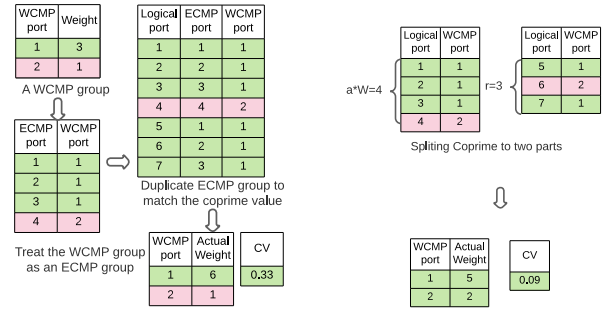 WCMP port Weight
1 3
2 1
A WCMP group
ECMP port WCMP port
1 1
2 1
3 1
4 2
Treat the WCMP group
as an ECMP group
Logical port ECMP port WCMP port
1 1 1
2 2 1
3 3 1
4 4 2
5 1 1
6 2 1
7 3 1
Duplicate ECMP group to
match the coprime value
WCMP port Actual Weight
1 6
2 1
CV
0.33
a*W=4
Logical port WCMP port
1 1
2 1
3 1
4 2
r=3
Logical port WCMP port
5 1
6 2
7 1
Spliting Coprime to two parts
WCMP port Actual Weight
1 5
2 2
CV
0.09